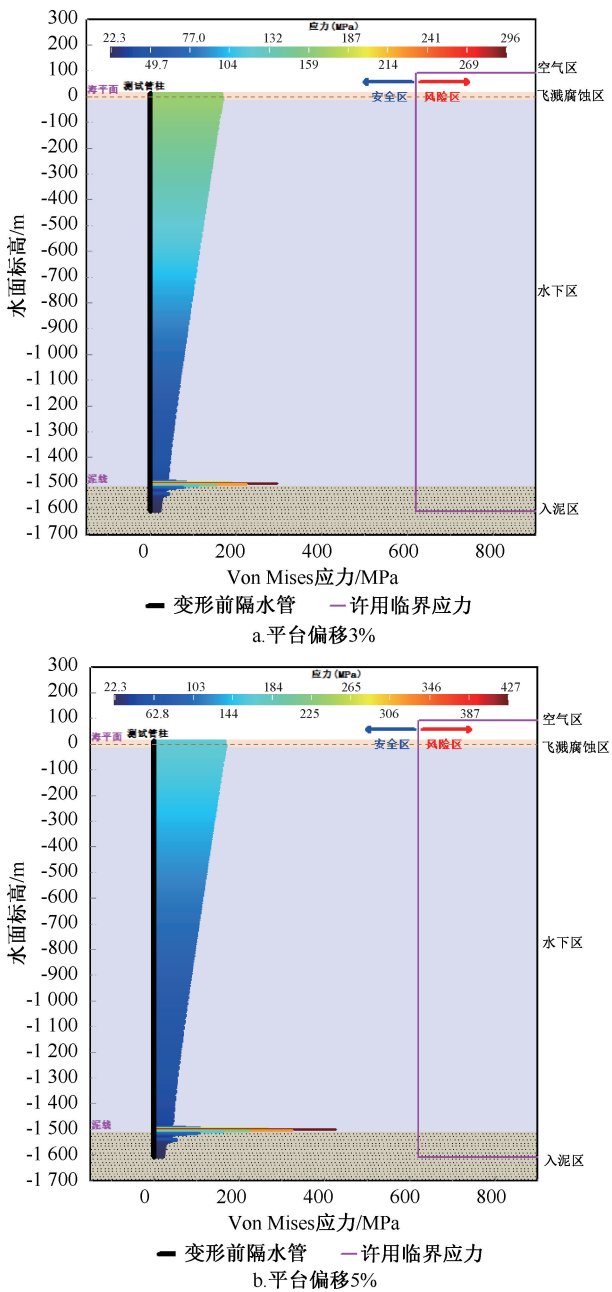 应力(MPa)
22.3 77.0 132 187 241 296
49.7 104 159 214 269
300
200
100
0
-100
-200
-300
-400
-500
-600
-700
-800
-900
-1 000
-1 100
-1 200
-1 300
-1 400
-1 500
-1 600
-1 700
水面标高/m
海平面 测试管柱
安全区 风险区
泥线
空气区
飞溅腐蚀区
水下区
入泥区
0 200 400 600 800
Von Mises应力/MPa
变形前隔水管 许用临界应力
a.平台偏移3%
应力(MPa)
22.3 103 184 265 346 427
62.8 144 225 306 387
300
200
100
0
-100
-200
-300
-400
-500
-600
-700
-800
-900
-1 000
-1 100
-1 200
-1 300
-1 400
-1 500
-1 600
-1 700
水面标高/m
海平面 测试管柱
安全区 风险区
泥线
空气区
飞溅腐蚀区
水下区
入泥区
0 200 400 600 800
Von Mises应力/MPa
变形前隔水管 许用临界应力
b.平台偏移5%